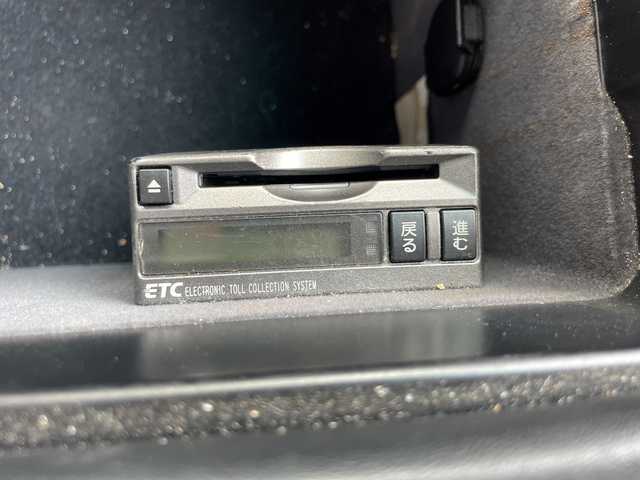 戻る
進む
ETC ELECTRONIC TOLL COLLECTION SYSTEM